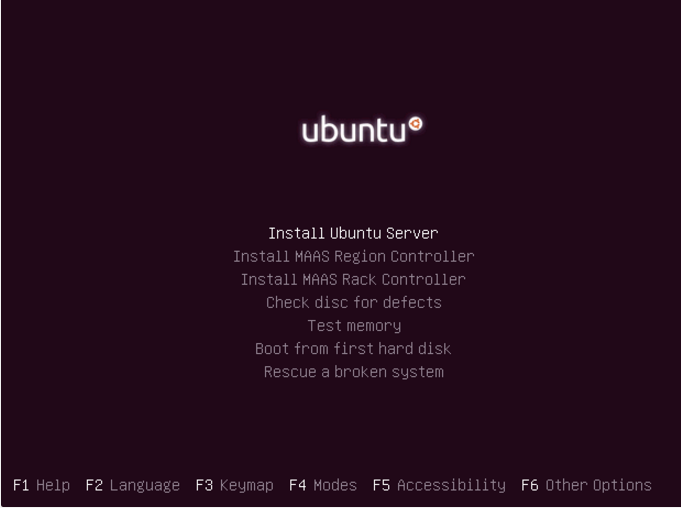 ubuntu
Install Ubuntu Server
Install MAAS Region Controller
Install MAAS Rack Controller
Check disc for defects
Test memory
Boot from first hard disk
Rescue a broken system
F1 Help F2 Language F3 Keymap F4 Modes F5 Accessibility F6 Other Options